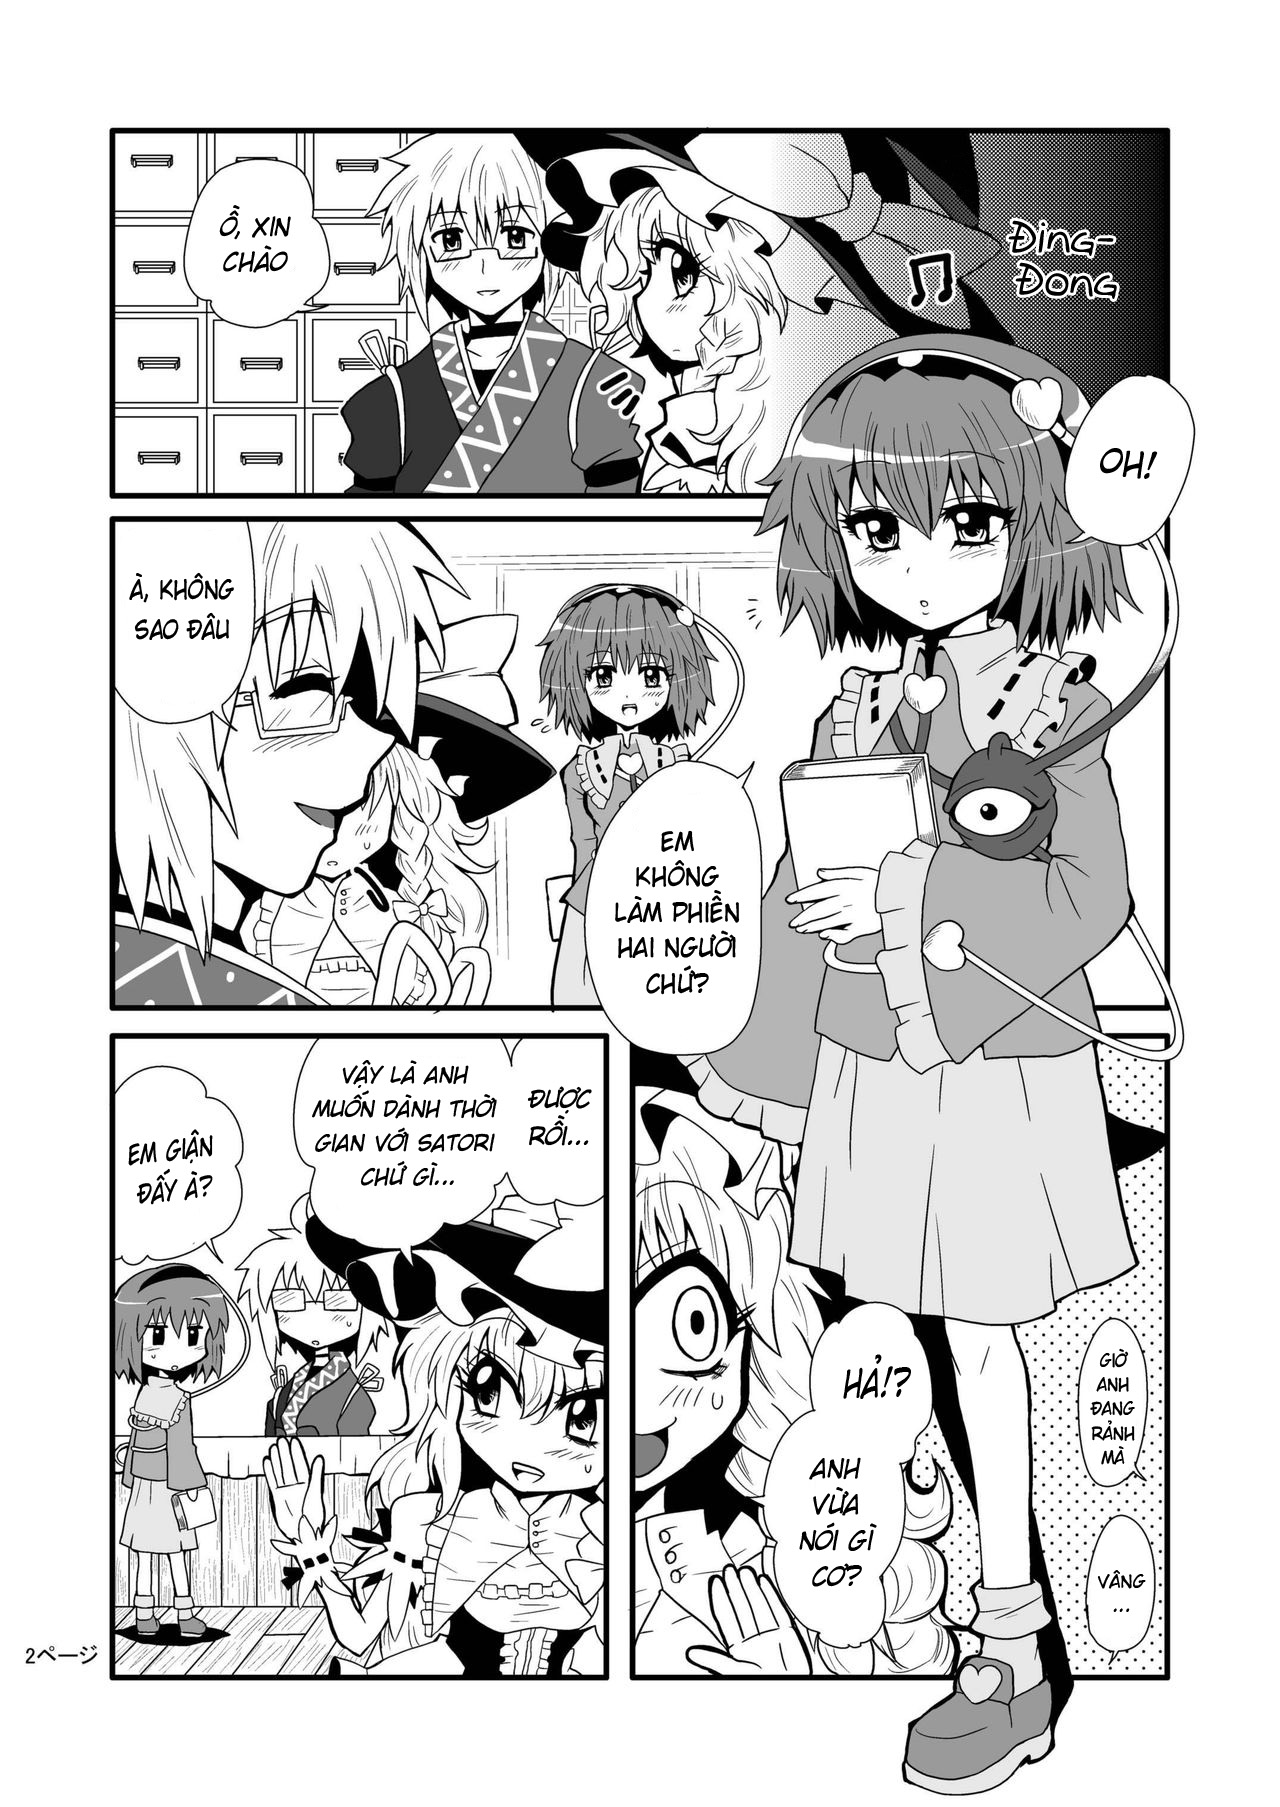 Đing-
Đong
OH!
Ồ, XIN
CHÀO
EM
KHÔNG
LÀM PHIỀN
HAI NGƯỜI
CHỨ?
À, KHÔNG
SAO ĐÂU
GIỜ
ANH
ĐANG
RẢNH
MÀ
VÂNG
...
HẢ!?
ANH
VỪA
NÓI GÌ
CƠ?
ĐƯỢC
RỒI...
VẬY LÀ ANH
MUỐN DÀNH THỜI
GIAN VỚI SATORI
CHỨ GÌ...
EM GIẬN
ĐẤY À?
2ページ